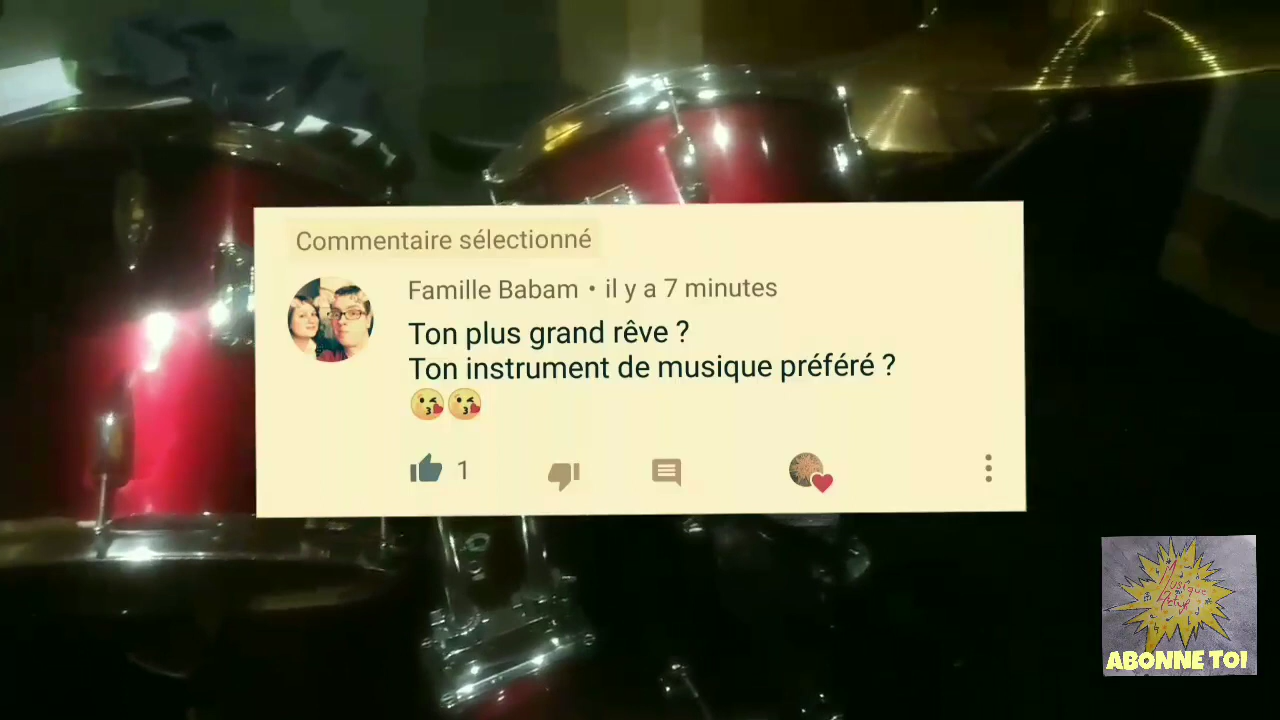 Commentaire sélectionné
Famille Babam • il y a 7 minutes
Ton plus grand rêve ?
Ton instrument de musique préféré ?
😘😘
1
Musique
ABONNE TOI